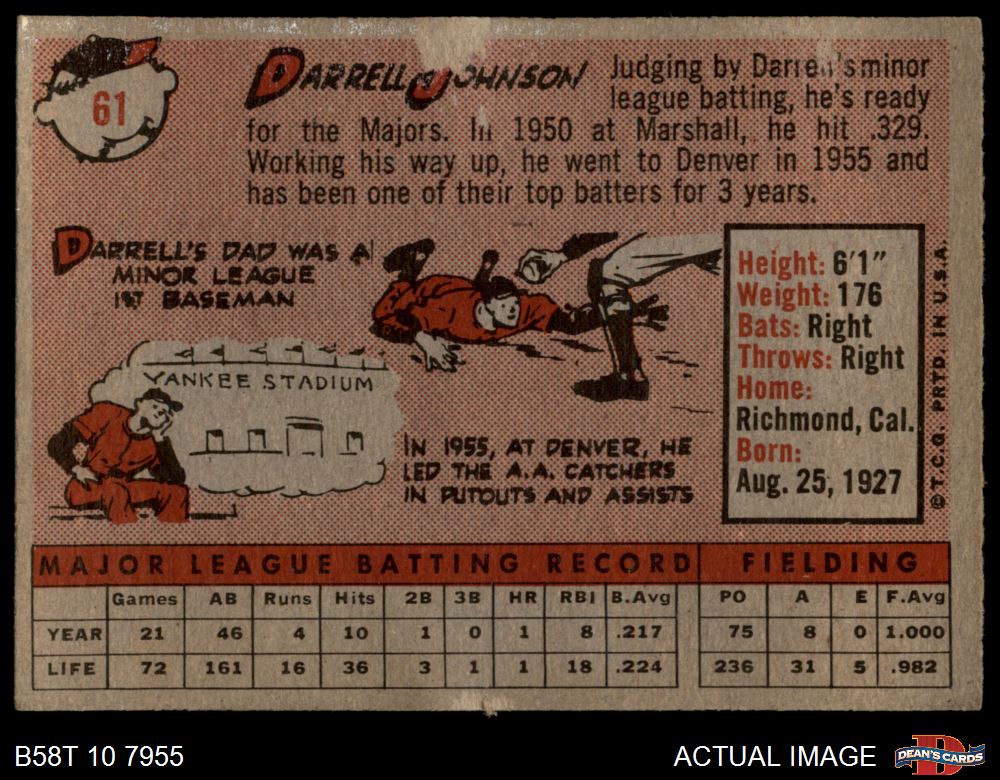 61
DARRELL JOHNSON
Judging by Darrell's minor
league batting, he's ready
for the Majors. In 1950 at Marshall, he hit .329.
Working his way up, he went to Denver in 1955 and
has been one of their top batters for 3 years.
DARRELL'S DAD WAS A
MINOR LEAGUE
1ST BASEMAN
YANKEE STADIUM
IN 1955, AT DENVER, HE
LED THE A.A. CATCHERS
IN PUTOUTS AND ASSISTS
Height: 6'1"
Weight: 176
Bats: Right
Throws: Right
Home:
Richmond, Cal.
Born:
Aug. 25, 1927
©T.C.G. PRTD. IN U.S.A.
MAJOR LEAGUE BATTING RECORD FIELDING
Games AB Runs Hits 2B 3B HR RBI B.Avg PO A E F.Avg
YEAR 21 46 4 10 1 0 1 8 .217 75 8 0 1.000
LIFE 72 161 16 36 3 1 1 18 .224 236 31 5 .982
B58T 10 7955
ACTUAL IMAGE
DEAN'S CARDS